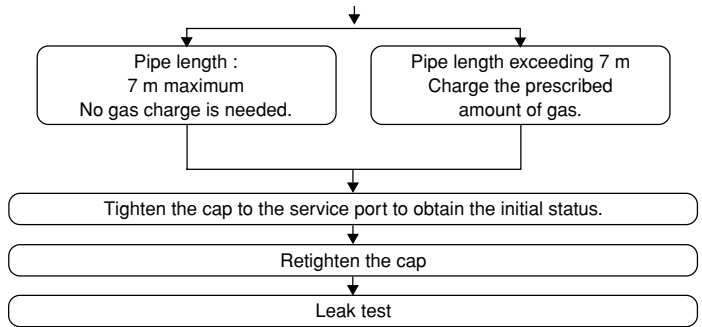 Pipe length :
7 m maximum
No gas charge is needed.
Pipe length exceeding 7 m
Charge the prescribed
amount of gas.
Tighten the cap to the service port to obtain the initial status.
Retighten the cap
Leak test